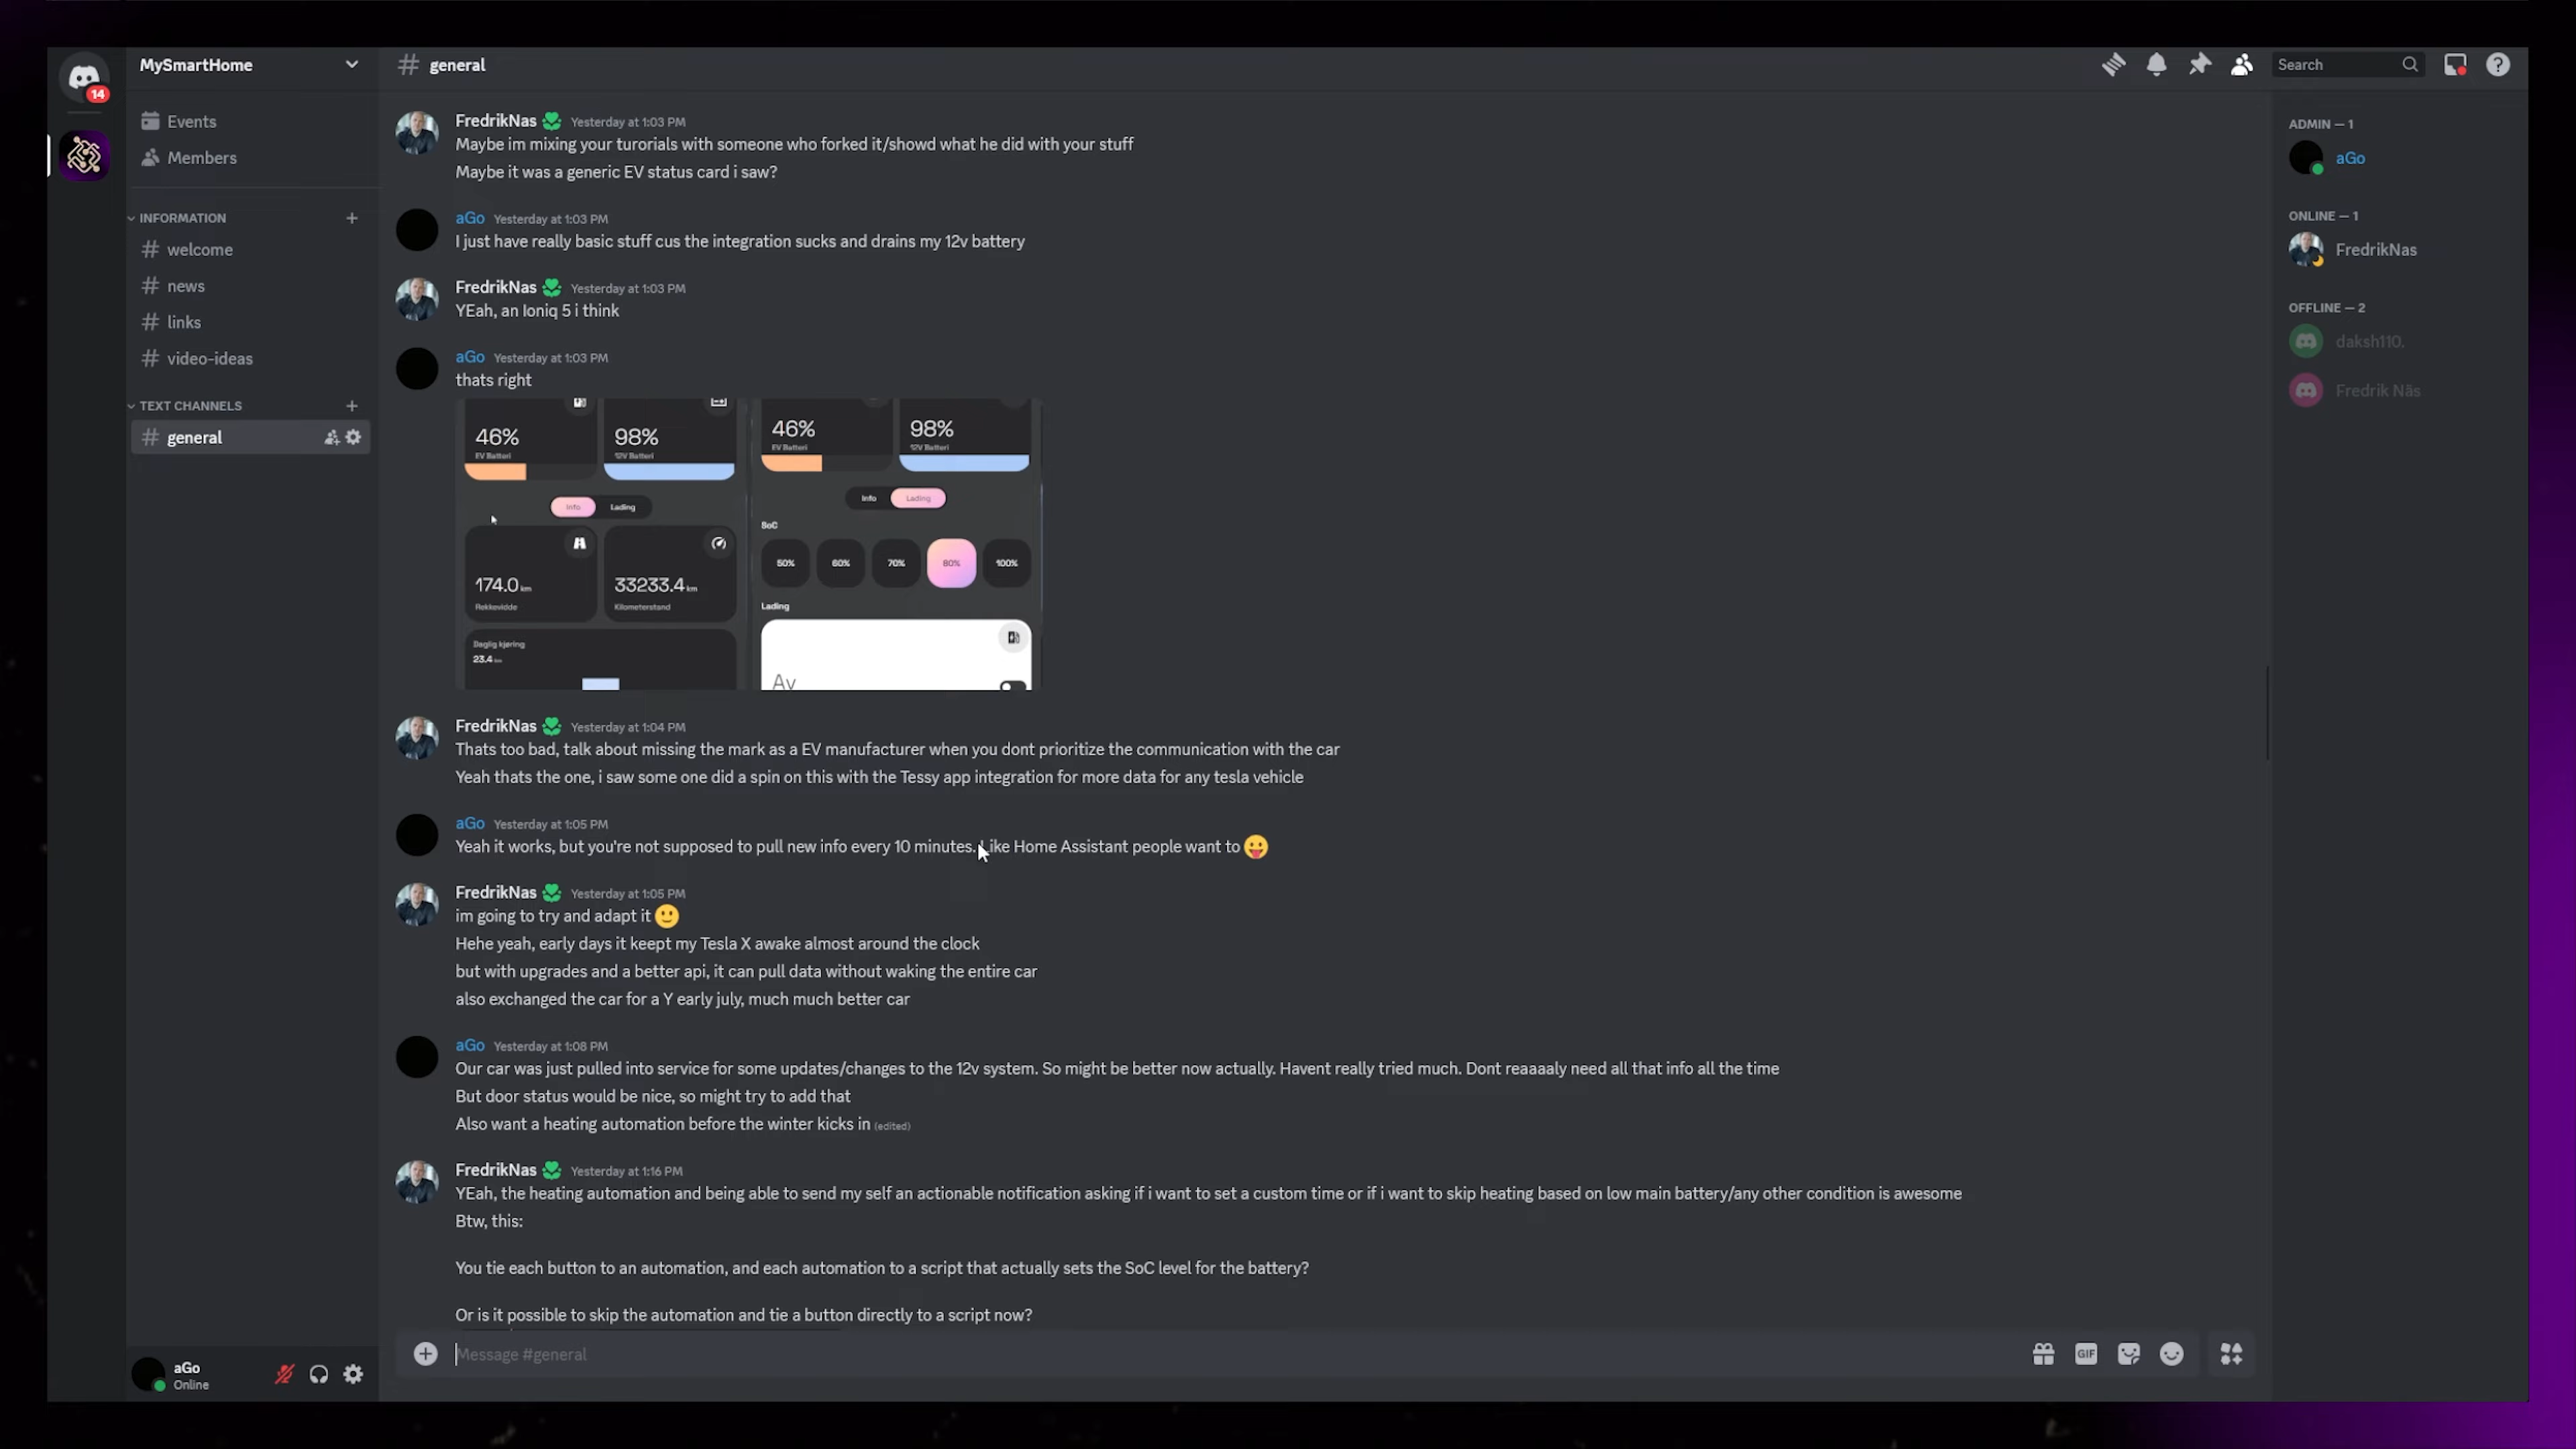 14
MySmartHome
Events
Members
INFORMATION
welcome
news
links
video-ideas
TEXT CHANNELS
general
aGo
Online
general
Search
FredrikNas Yesterday at 1:03 PM
Maybe im mixing your turorials with someone who forked it/showd what he did with your stuff
Maybe it was a generic EV status card i saw?
aGo Yesterday at 1:03 PM
I just have really basic stuff cus the integration sucks and drains my 12v battery
FredrikNas Yesterday at 1:03 PM
YEah, an Ioniq 5 i think
aGo Yesterday at 1:03 PM
thats right
46%
EV Batteri
98%
12V Batteri
Info
Lading
174.0 km
Rekkevidde
33233.4 km
Kilometerstand
Daglig kjøring
23.4 km
46%
EV Batteri
98%
12V Batteri
Info
Lading
SoC
50%
60%
70%
80%
100%
Lading
Av
FredrikNas Yesterday at 1:04 PM
Thats too bad, talk about missing the mark as a EV manufacturer when you dont prioritize the communication with the car
Yeah thats the one, i saw some one did a spin on this with the Tessy app integration for more data for any tesla vehicle
aGo Yesterday at 1:05 PM
Yeah it works, but you're not supposed to pull new info every 10 minutes. Like Home Assistant people want to 😛
FredrikNas Yesterday at 1:05 PM
im going to try and adapt it 🙂
Hehe yeah, early days it keept my Tesla X awake almost around the clock
but with upgrades and a better api, it can pull data without waking the entire car
also exchanged the car for a Y early july, much much better car
aGo Yesterday at 1:08 PM
Our car was just pulled into service for some updates/changes to the 12v system. So might be better now actually. Havent really tried much. Dont reaaaaly need all that info all the time
But door status would be nice, so might try to add that
Also want a heating automation before the winter kicks in (edited)
FredrikNas Yesterday at 1:16 PM
YEah, the heating automation and being able to send my self an actionable notification asking if i want to set a custom time or if i want to skip heating based on low main battery/any other condition is awesome
Btw, this:
You tie each button to an automation, and each automation to a script that actually sets the SoC level for the battery?
Or is it possible to skip the automation and tie a button directly to a script now?
Message #general
GIF
ADMIN — 1
aGo
ONLINE — 1
FredrikNas
OFFLINE — 2
daksh110.
Fredrik Näs